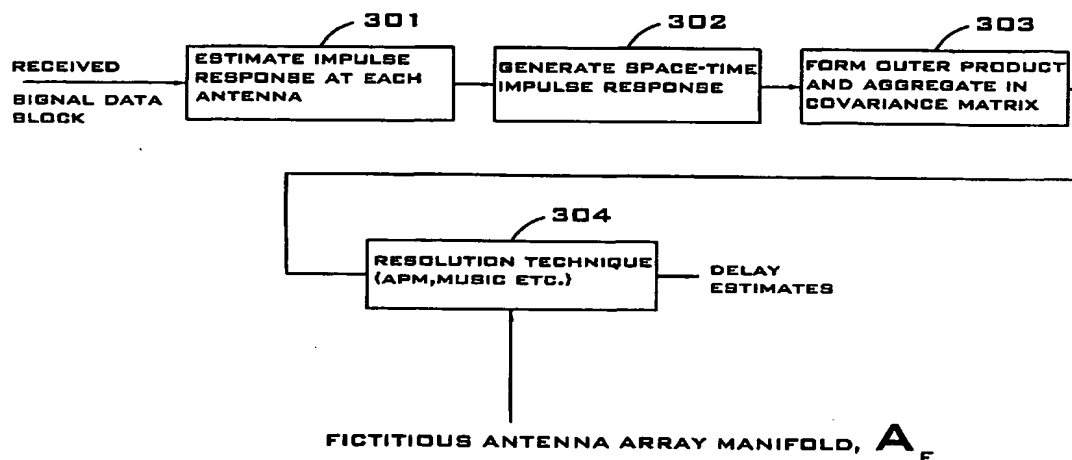 301
302
303
RECEIVED
SIGNAL DATA
BLOCK
ESTIMATE IMPULSE
RESPONSE AT EACH
ANTENNA
GENERATE SPACE-TIME
IMPULSE RESPONSE
FORM OUTER PRODUCT
AND AGGREGATE IN
COVARIANCE MATRIX
304
RESOLUTION TECHNIQUE
(APM,MUSIC ETC.)
DELAY
ESTIMATES
FICTITIOUS ANTENNA ARRAY MANIFOLD, A F